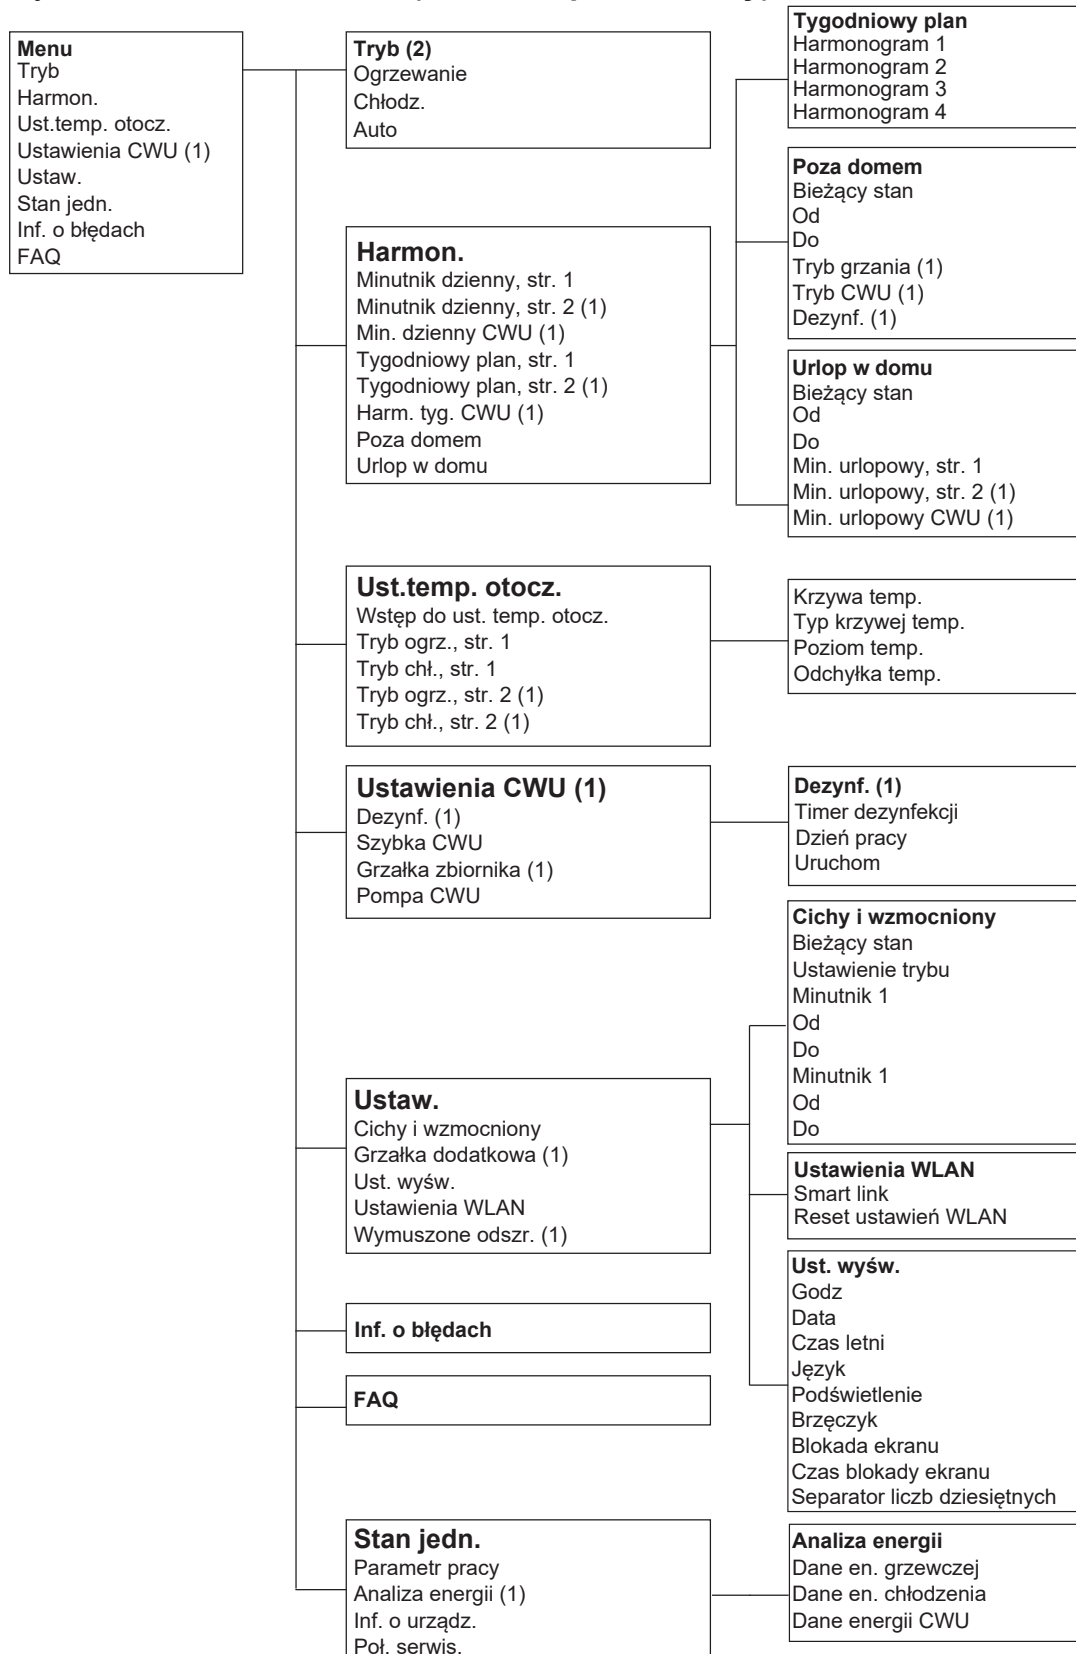 Menu
Tryb
Harmon.
Ust.temp. otocz.
Ustawienia CWU (1)
Ustaw.
Stan jedn.
Inf. o błędach
FAQ
Tryb (2)
Ogrzewanie
Chłodz.
Auto
Harmon.
Minutnik dzienny, str. 1
Minutnik dzienny, str. 2 (1)
Min. dzienny CWU (1)
Tygodniowy plan, str. 1
Tygodniowy plan, str. 2 (1)
Harm. tyg. CWU (1)
Poza domem
Urlop w domu
Tygodniowy plan
Harmonogram 1
Harmonogram 2
Harmonogram 3
Harmonogram 4
Poza domem
Bieżący stan
Od
Do
Tryb grzania (1)
Tryb CWU (1)
Dezynf. (1)
Urlop w domu
Bieżący stan
Od
Do
Min. urlopowy, str. 1
Min. urlopowy, str. 2 (1)
Min. urlopowy CWU (1)
Ust.temp. otocz.
Wstęp do ust. temp. otocz.
Tryb ogrz., str. 1
Tryb chł., str. 1
Tryb ogrz., str. 2 (1)
Tryb chł., str. 2 (1)
Krzywa temp.
Typ krzywej temp.
Poziom temp.
Odchyłka temp.
Ustawienia CWU (1)
Dezynf. (1)
Szybka CWU
Grzałka zbiornika (1)
Pompa CWU
Dezynf. (1)
Timer dezynfekcji
Dzień pracy
Uruchom
Ustaw.
Cichy i wzmocniony
Grzałka dodatkowa (1)
Ust. wyśw.
Ustawienia WLAN
Wymuszone odszr. (1)
Cichy i wzmocniony
Bieżący stan
Ustawienie trybu
Minutnik 1
Od
Do
Minutnik 1
Od
Do
Ustawienia WLAN
Smart link
Reset ustawień WLAN
Ust. wyśw.
Godz
Data
Czas letni
Język
Podświetlenie
Brzęczyk
Blokada ekranu
Czas blokady ekranu
Separator liczb dziesiętnych
Inf. o błędach
FAQ
Stan jedn.
Parametr pracy
Analiza energii (1)
Inf. o urządz.
Poł. serwis.
Analiza energii
Dane en. grzewczej
Dane en. chłodzenia
Dane energii CWU